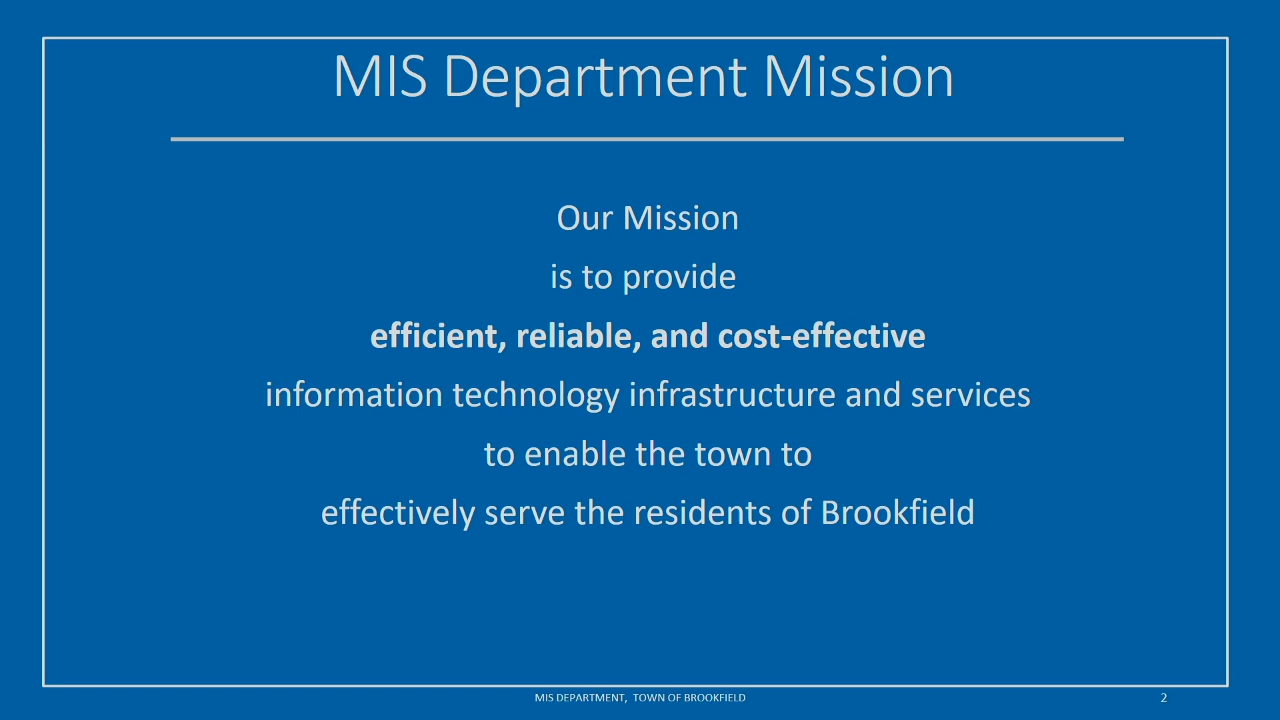 MIS Department Mission
Our Mission
is to provide
efficient, reliable, and cost-effective
information technology infrastructure and services
to enable the town to
effectively serve the residents of Brookfield
MIS DEPARTMENT, TOWN OF BROOKFIELD
2